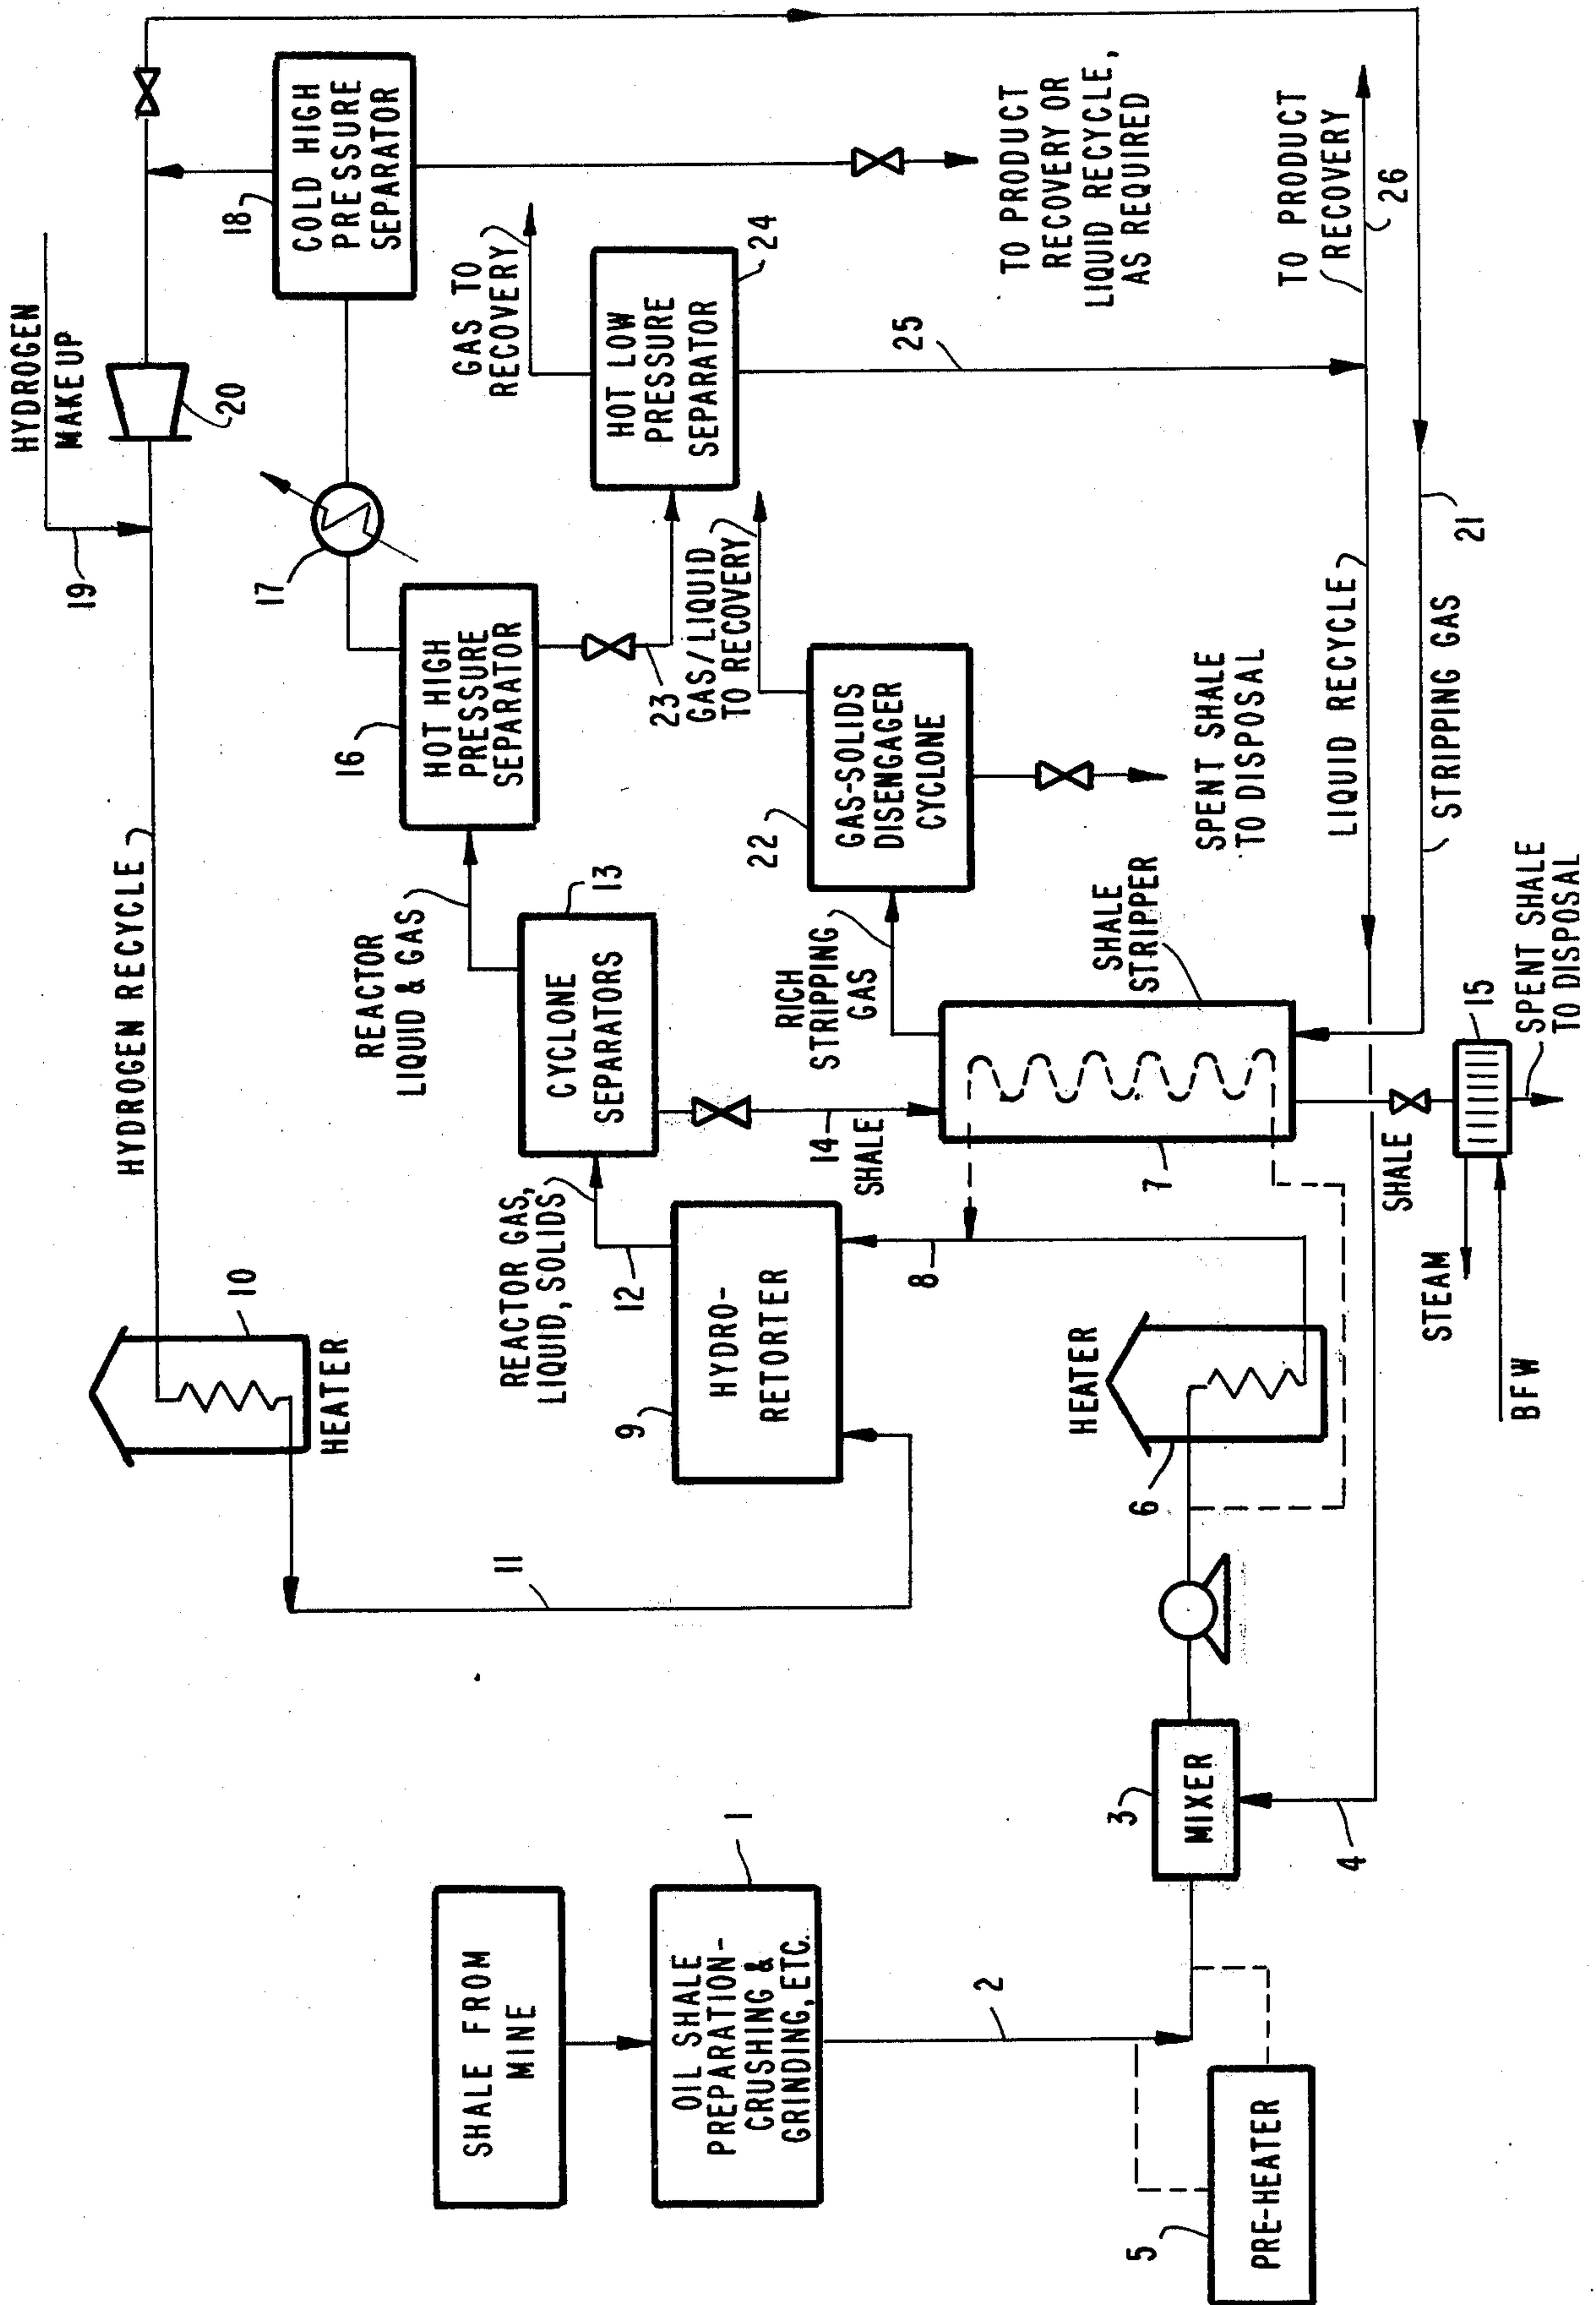 SHALE FROM
MINE
OIL SHALE
PREPARATION-
CRUSHING &
GRINDING, ETC.
1
2
PRE-HEATER
5
MIXER
3
4
HEATER
6
8
HEATER
10
11
HYDRO-
RETORTER
9
REACTOR GAS,
LIQUID, SOLIDS
12
CYCLONE
SEPARATORS
13
14
SHALE
REACTOR
LIQUID & GAS
HYDROGEN RECYCLE
HYDROGEN
MAKEUP
19
20
HOT HIGH
PRESSURE
SEPARATOR
16
17
COLD HIGH
PRESSURE
SEPARATOR
18
GAS TO
RECOVERY
23
HOT LOW
PRESSURE
SEPARATOR
24
25
GAS/LIQUID
TO RECOVERY
GAS-SOLIDS
DISENGAGER
CYCLONE
22
SPENT SHALE
TO DISPOSAL
RICH
STRIPPING
GAS
SHALE
STRIPPER
7
TO PRODUCT
RECOVERY OR
LIQUID RECYCLE,
AS REQUIRED
TO PRODUCT
RECOVERY
26
LIQUID RECYCLE
STRIPPING GAS
21
SHALE
15
STEAM
BFW
SPENT SHALE
TO DISPOSAL